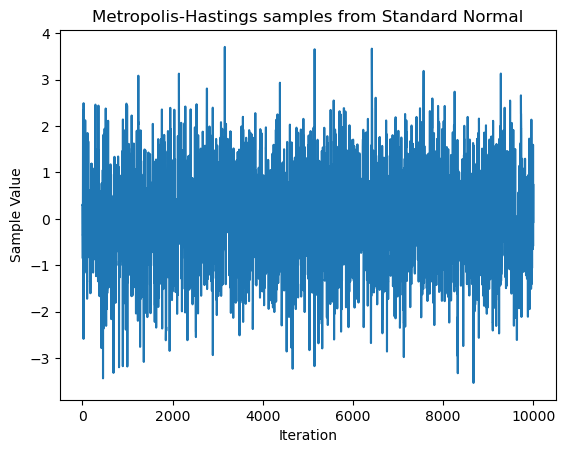 Metropolis-Hastings samples from Standard Normal
4
3
2
1
0
−1
−2
−3
Sample Value
0 2000 4000 6000 8000 10000
Iteration